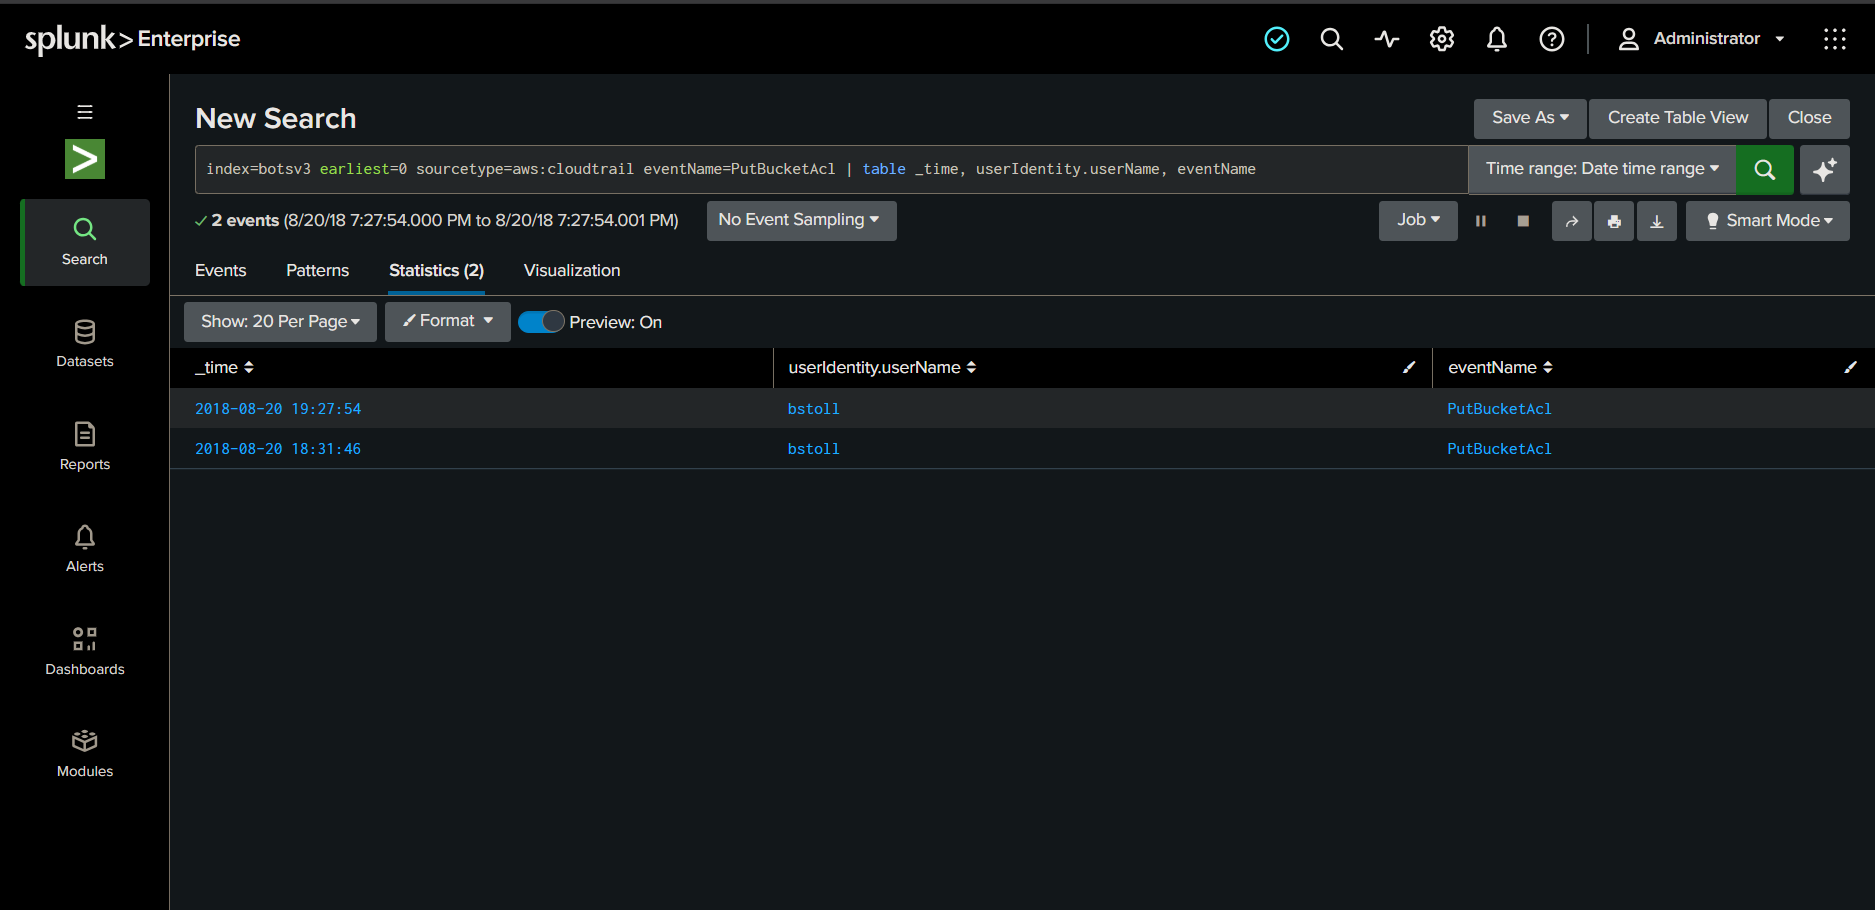 splunk> Enterprise
Administrator
New Search
Save As
Create Table View
Close
index=botsv3 earliest=0 sourcetype=aws:cloudtrail eventName=PutBucketAcl | table _time, userIdentity.userName, eventName
Time range: Date time range
2 events (8/20/18 7:27:54.000 PM to 8/20/18 7:27:54.001 PM)
No Event Sampling
Job
Smart Mode
Search
Events
Patterns
Statistics (2)
Visualization
Show: 20 Per Page
Format
Preview: On
Datasets
_time
userIdentity.userName
eventName
2018-08-20 19:27:54
bstoll
PutBucketAcl
2018-08-20 18:31:46
bstoll
PutBucketAcl
Reports
Alerts
Dashboards
Modules